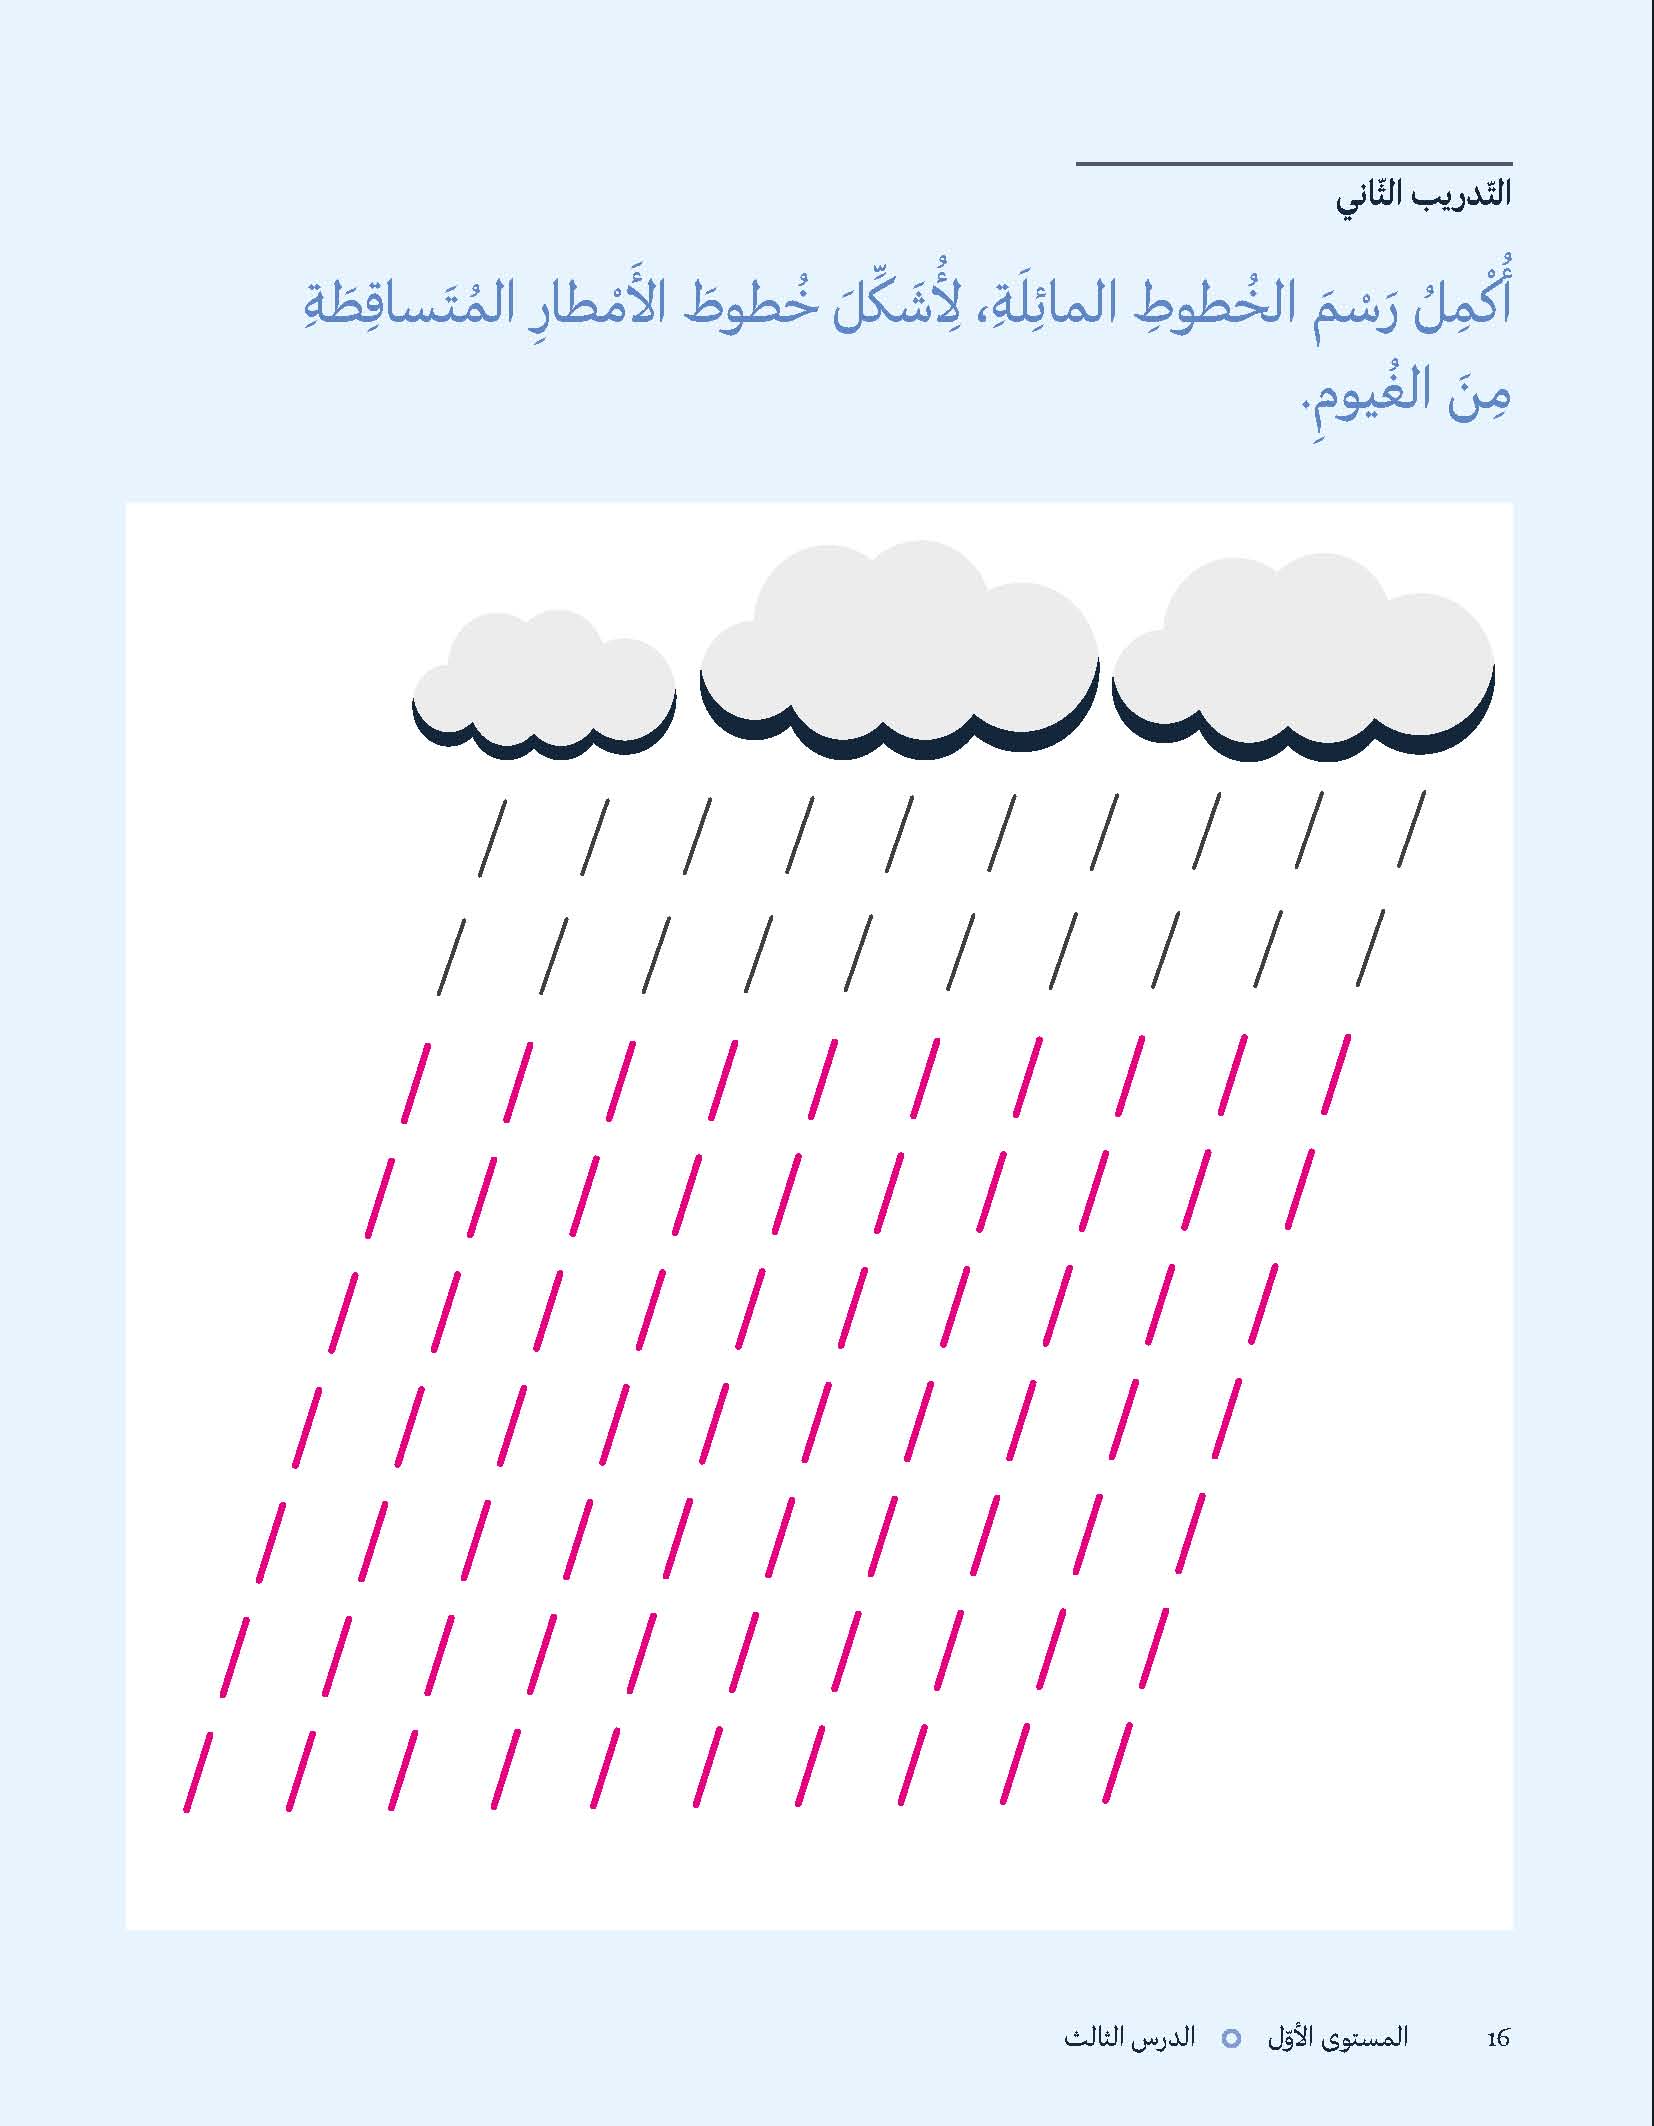 التّدريب الثّاني
أُكْمِلُ رَسْمَ الخُطوطِ المائِلَةِ، لِأُشَكِّلَ خُطوطَ الأَمْطارِ المُتَساقِطَةِ
مِنَ الغُيومِ.
16 المستوى الأوّل الدرس الثالث